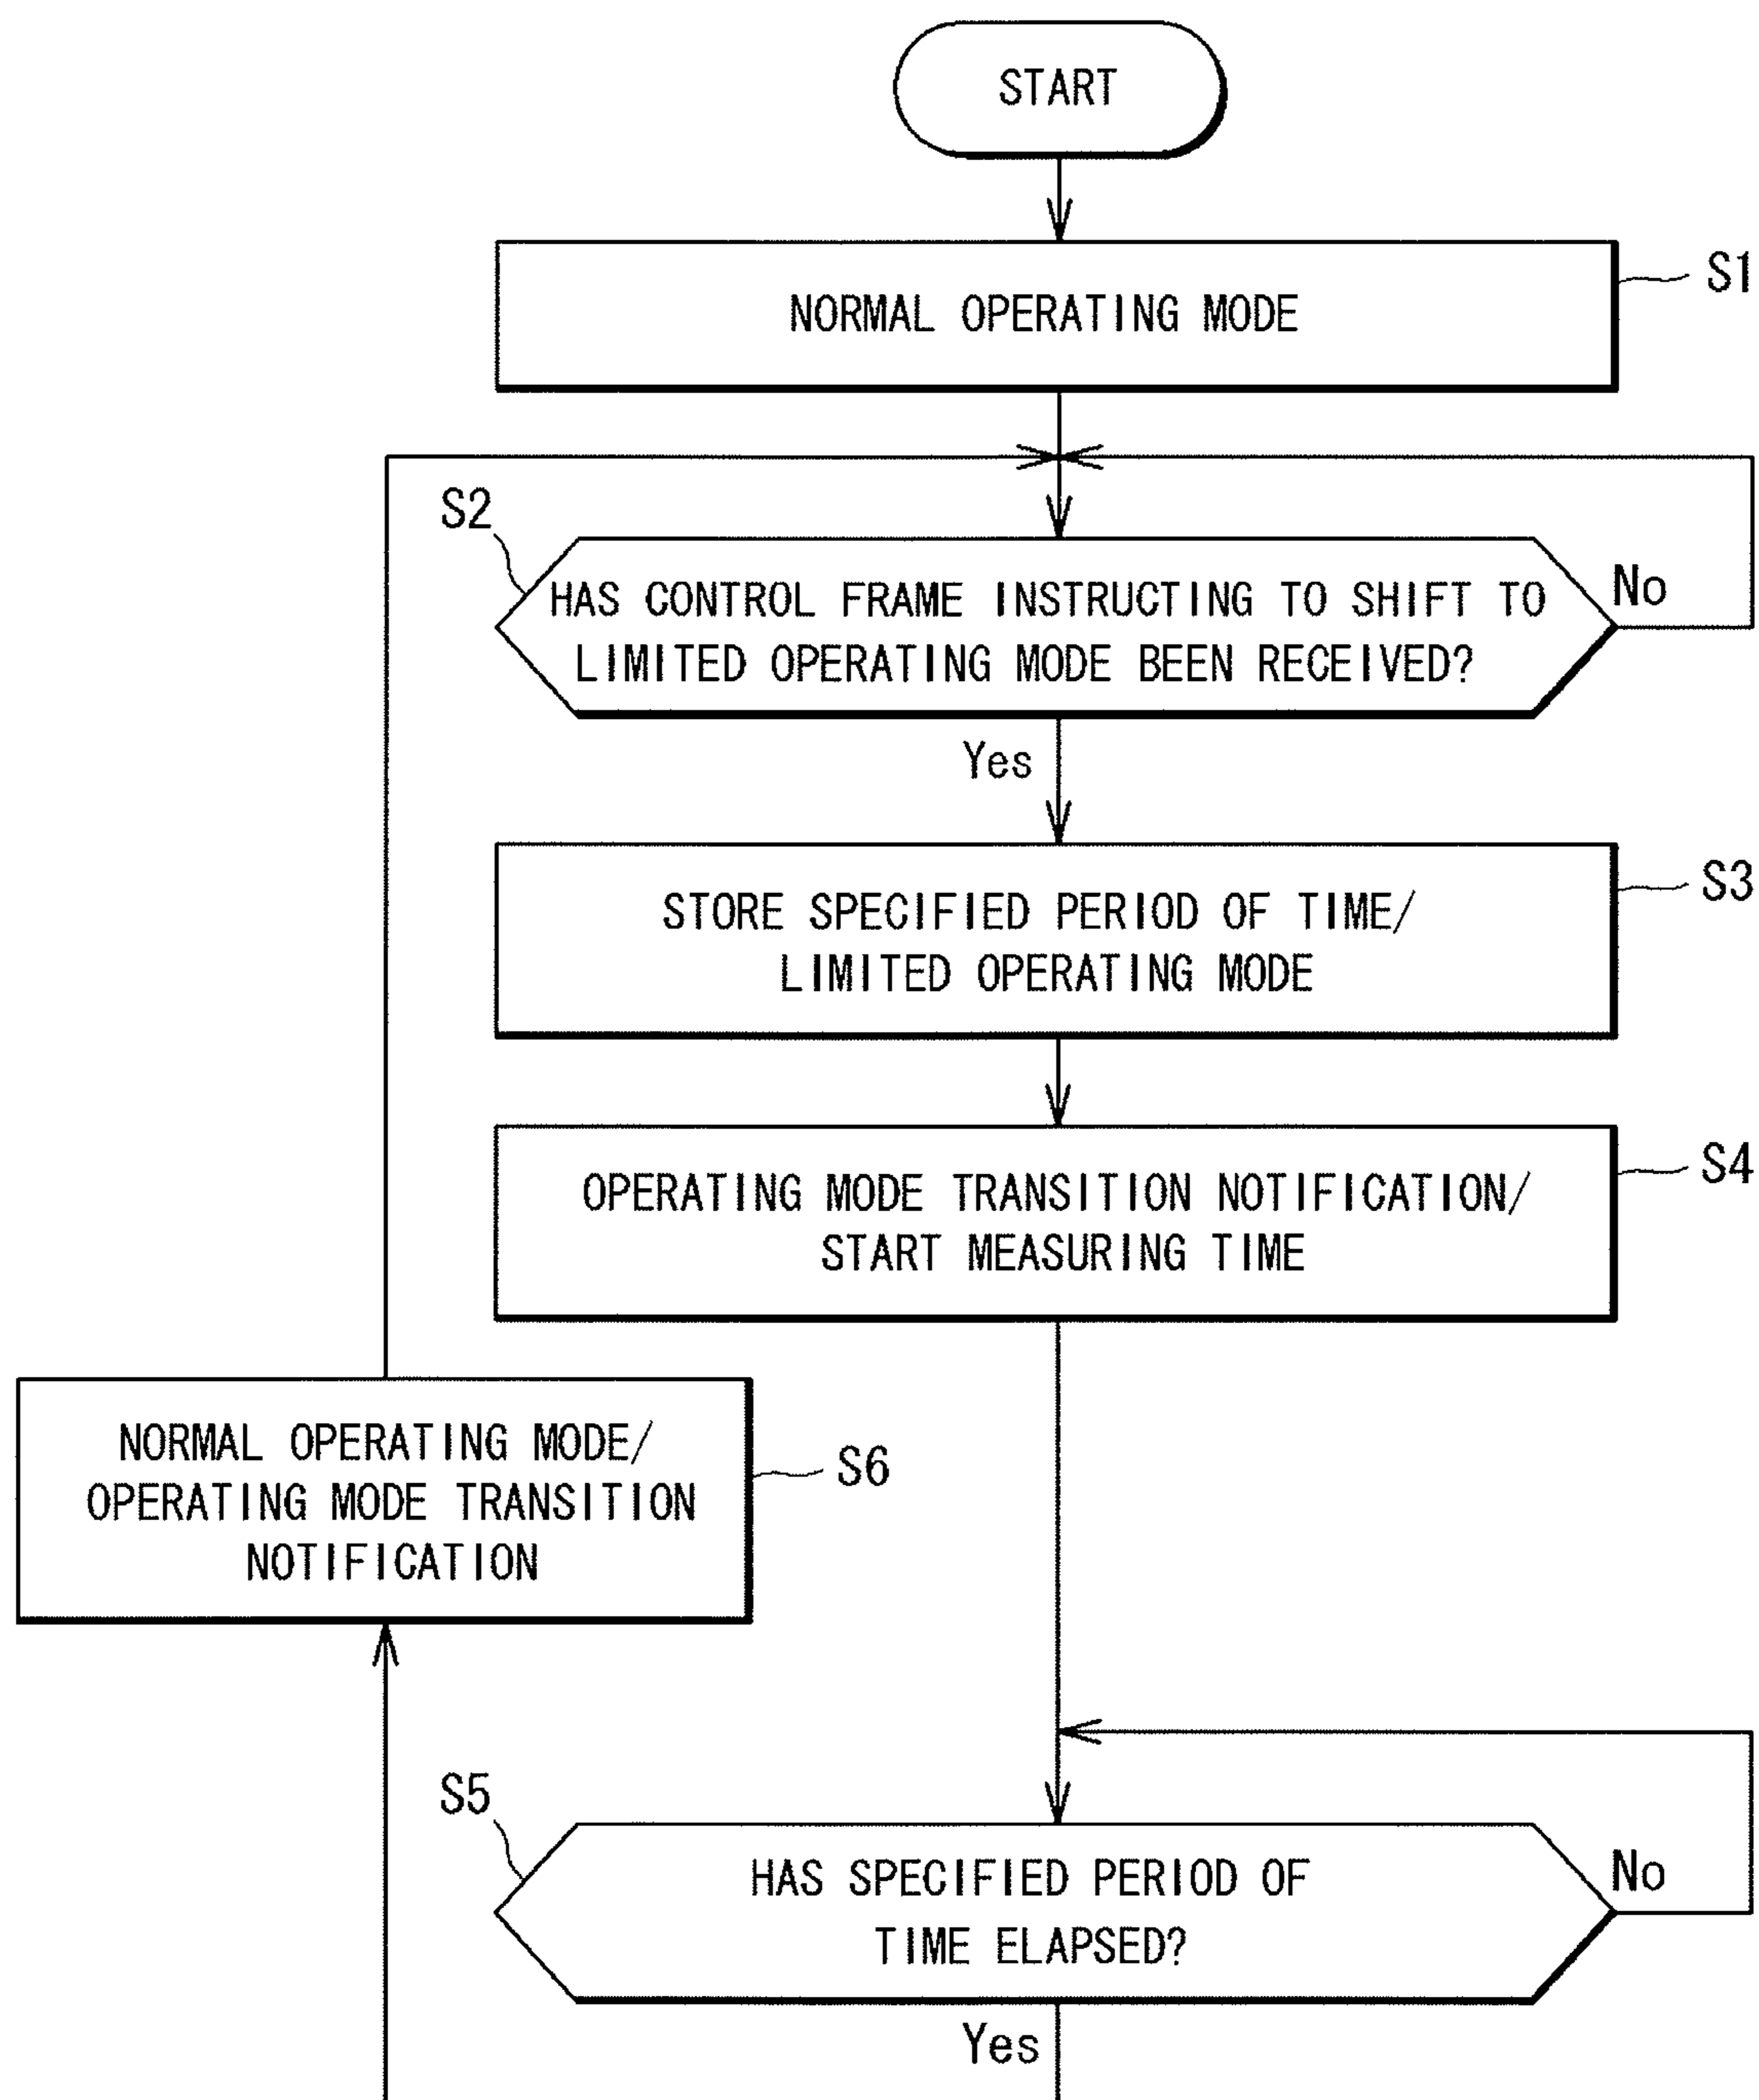 START
NORMAL OPERATING MODE
S1
S2
HAS CONTROL FRAME INSTRUCTING TO SHIFT TO
LIMITED OPERATING MODE BEEN RECEIVED?
No
Yes
STORE SPECIFIED PERIOD OF TIME/
LIMITED OPERATING MODE
S3
OPERATING MODE TRANSITION NOTIFICATION/
START MEASURING TIME
S4
NORMAL OPERATING MODE/
OPERATING MODE TRANSITION
NOTIFICATION
S6
S5
HAS SPECIFIED PERIOD OF
TIME ELAPSED?
No
Yes